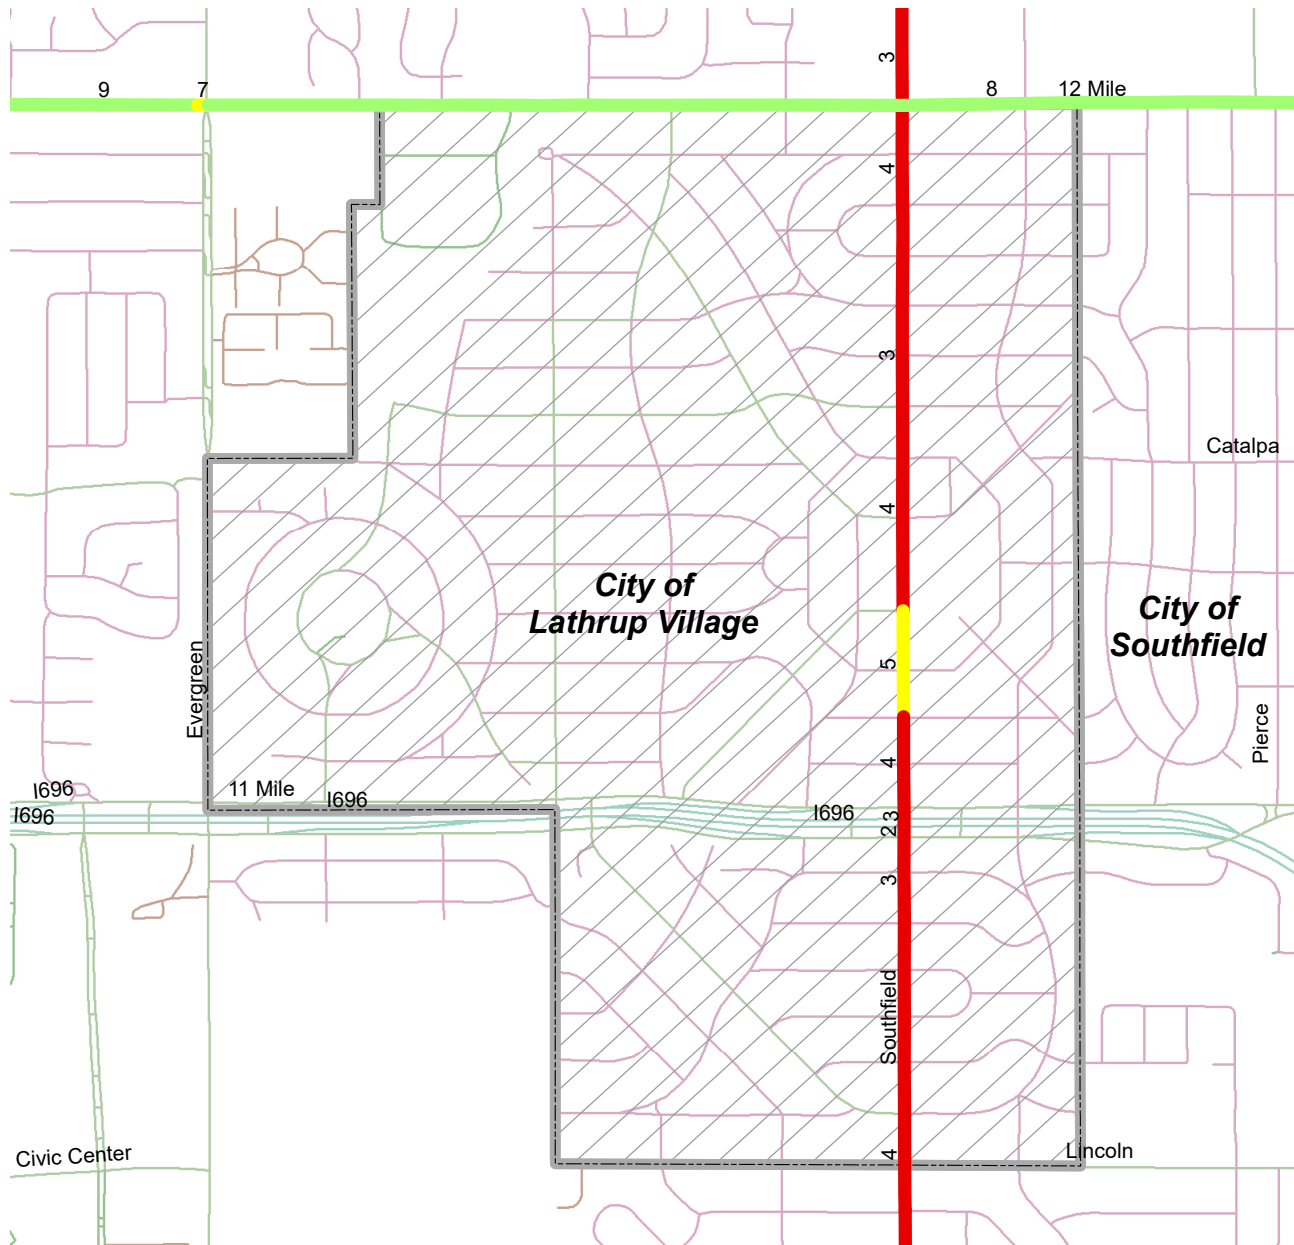 3
9
7
8
12 Mile
4
3
Catalpa
4
City of
Lathrup Village
City of
Southfield
Evergreen
5
Pierce
4
I696
11 Mile
I696
I696
I696
3
2
3
Southfield
4
Lincoln
Civic Center